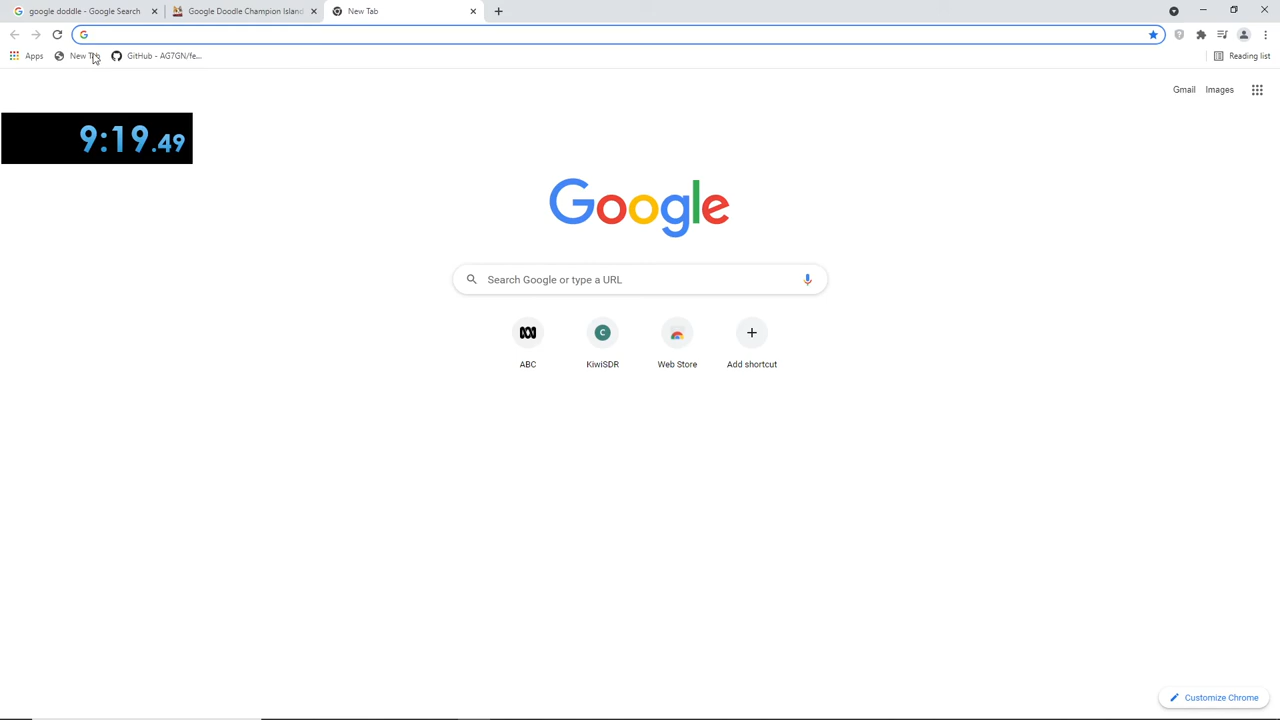 google doddle - Google Search
Google Doodle Champion Island
New Tab
Apps
New Tab
GitHub - AG7GN/fe...
Reading list
Gmail
Images
9:19.49
Google
Search Google or type a URL
ABC
C
KiwiSDR
Web Store
Add shortcut
Customize Chrome